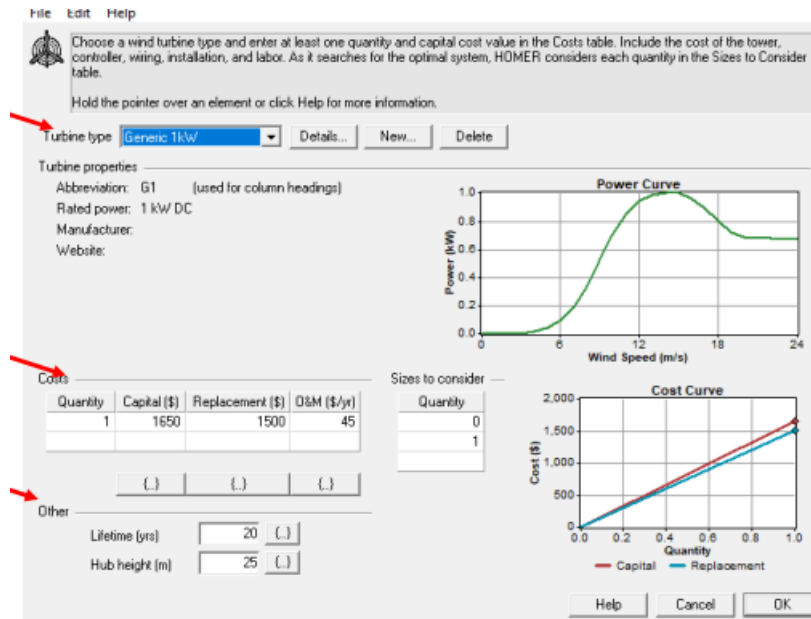 File Edit Help
Choose a wind turbine type and enter at least one quantity and capital cost value in the Costs table. Include the cost of the tower,
controller, wiring, installation, and labor. As it searches for the optimal system, HOMER considers each quantity in the Sizes to Consider
table.
Hold the pointer over an element or click Help for more information.
Turbine type Generic 1kW Details... New... Delete
Turbine properties
Abbreviation: G1 (used for column headings)
Rated power: 1 kW DC
Manufacturer:
Website:
Power Curve
Power (kW)
1.0
0.8
0.6
0.4
0.2
0.0
0 6 12 18 24
Wind Speed (m/s)
Costs
Quantity Capital ($) Replacement ($) O&M ($/yr)
1 1650 1500 45
{..} {..} {..}
Sizes to consider
Quantity
0
1
Cost Curve
Cost ($)
2,000
1,500
1,000
500
0
0.0 0.2 0.4 0.6 0.8 1.0
Quantity
Capital Replacement
Other
Lifetime (yrs) 20 {..}
Hub height (m) 25 {..}
Help Cancel OK